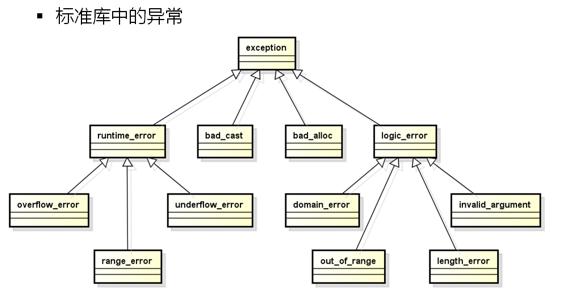 ▪ 标准库中的异常
exception
runtime_error
bad_cast
bad_alloc
logic_error
overflow_error
underflow_error
domain_error
invalid_argument
range_error
out_of_range
length_error